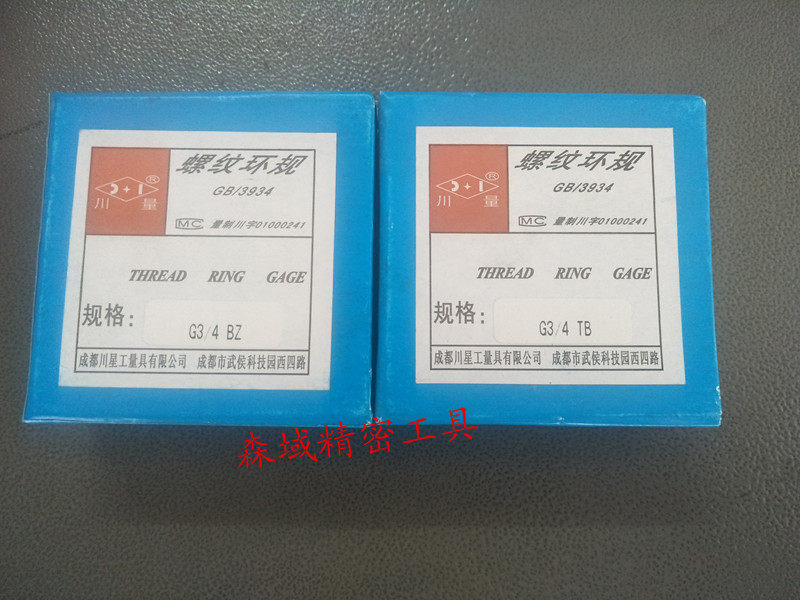 螺纹环规
GB/3934
川 量
®
MC 量制川字01000241
THREAD RING GAGE
规格:
G3/4 BZ
成都川星工量具有限公司 成都市武侯科技园西四路
螺纹环规
GB/3934
川 量
®
MC 量制川字01000241
THREAD RING GAGE
规格:
G3/4 TB
成都川星工量具有限公司 成都市武侯科技园西四路
森域精密工具